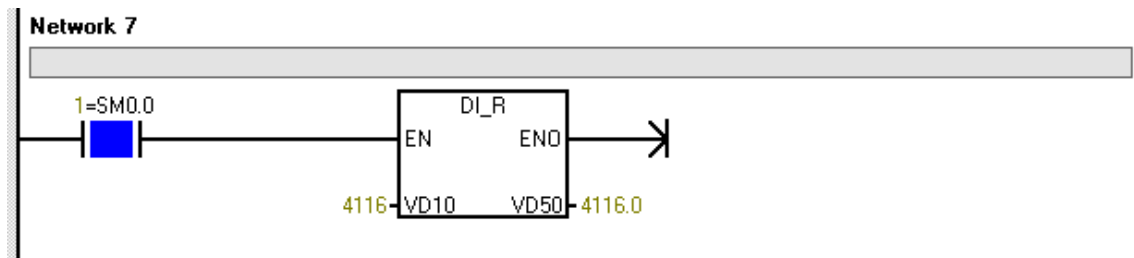 Network 7
1=SM0.0
DI_R
EN ENO
4116 VD10 VD50 4116.0